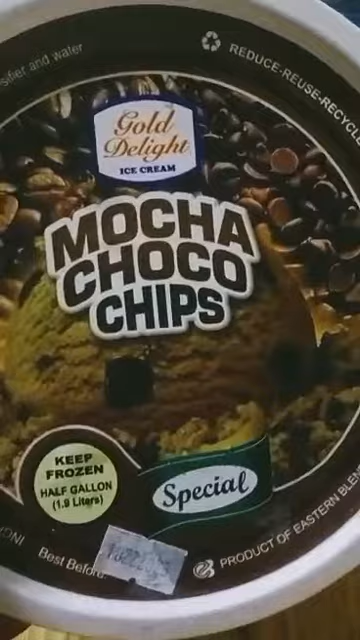 sifier and water
REDUCE-REUSE-RECYCLE
Gold
Delight
ICE CREAM
MOCHA
CHOCO
CHIPS
KEEP
FROZEN
HALF GALLON
(1.9 Liters)
Special
Best Before
PRODUCT OF EASTERN BLEN